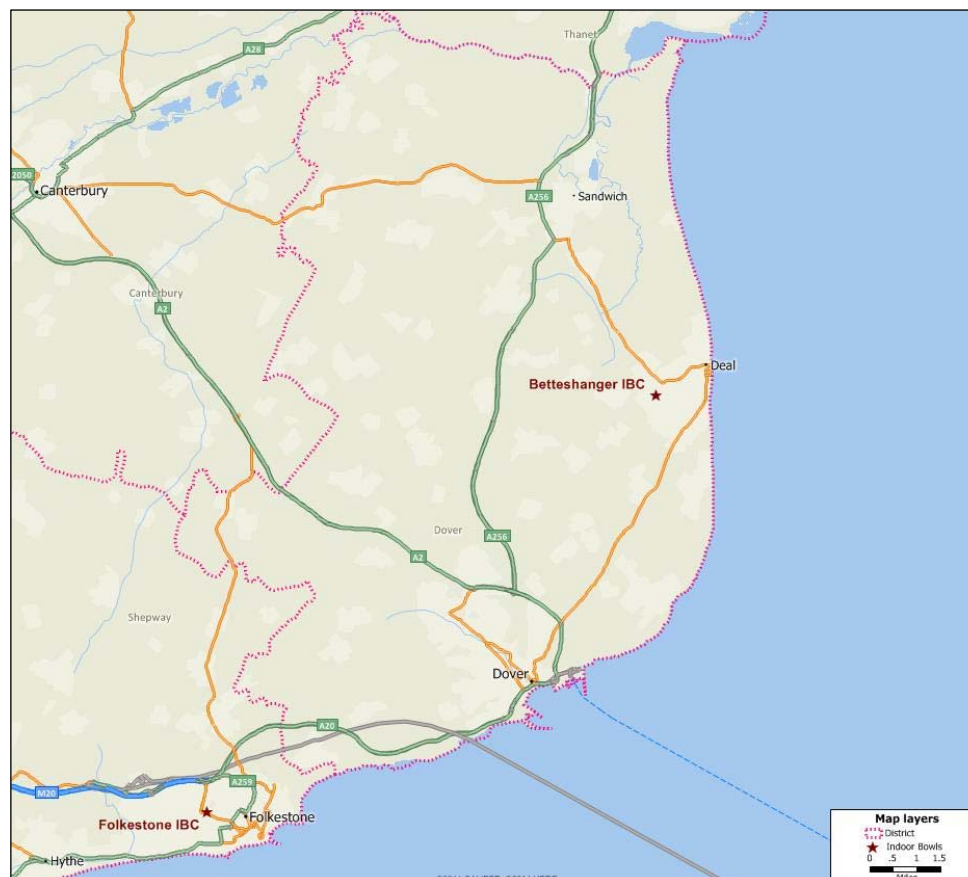 Thanet
A28
2050
Canterbury
A256
Sandwich
Canterbury
A2
Deal
Betteshanger IBC
Dover
A256
A2
Shepway
Dover
A20
M20
A259
Folkestone IBC
Folkestone
Hythe
Map layers
District
Indoor Bowls
0 .5 1 1.5
Miles